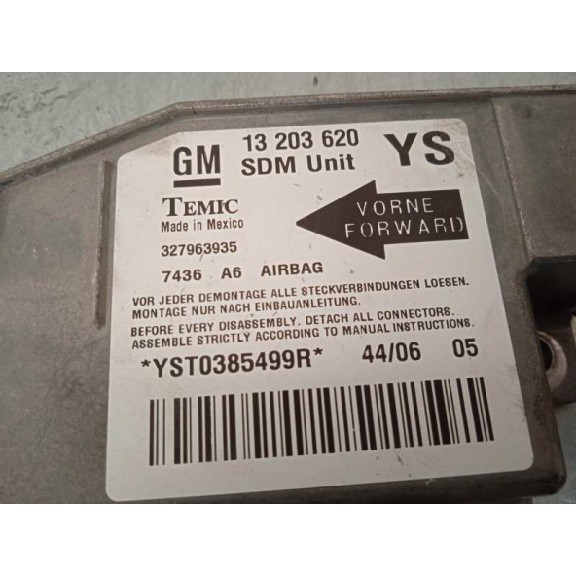 GM 13 203 620 YS
SDM Unit
TEMIC
Made in Mexico
VORNE
FORWARD
327963935
7436 A6 AIRBAG
VOR JEDER DEMONTAGE ALLE STECKVERBINDUNGEN LOESEN.
MONTAGE NUR NACH EINBAUANLEITUNG.
BEFORE EVERY DISASSEMBLY. DETACH ALL CONNECTORS.
ASSEMBLE STRICTLY ACCORDING TO MANUAL INSTRUCTIONS.
*YST0385499R* 44/06 05